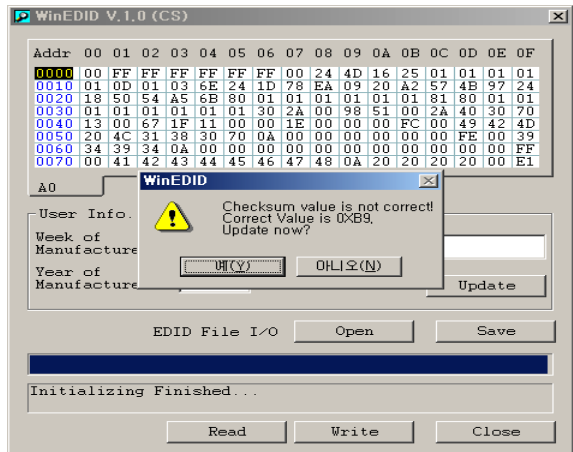 WinEDID V,1,0 (CS)
Addr 00 01 02 03 04 05 06 07 08 09 0A 0B 0C 0D 0E 0F
0000 00 FF FF FF FF FF FF 00 24 4D 16 25 01 01 01 01
0010 01 0D 01 03 6E 24 1D 78 EA 09 20 A2 57 4B 97 24
0020 18 50 54 A5 6B 80 01 01 01 01 01 01 81 80 01 01
0030 01 01 01 01 01 01 30 2A 00 98 51 00 2A 40 30 70
0040 13 00 67 1F 11 00 00 1E 00 00 00 FC 00 49 42 4D
0050 20 4C 31 38 30 70 0A 00 00 00 00 00 00 FE 00 39
0060 34 39 34 0A 00 00 00 00 00 00 00 00 00 00 00 FF
0070 00 41 42 43 44 45 46 47 48 0A 20 20 20 20 00 E1
A0
WinEDID
Checksum value is not correct!
Correct Value is 0XB9,
Update now?
예(Y)
아니오(N)
User Info.
Week of
Manufacture
Year of
Manufacture
Update
EDID File I/O
Open
Save
Initializing Finished...
Read
Write
Close